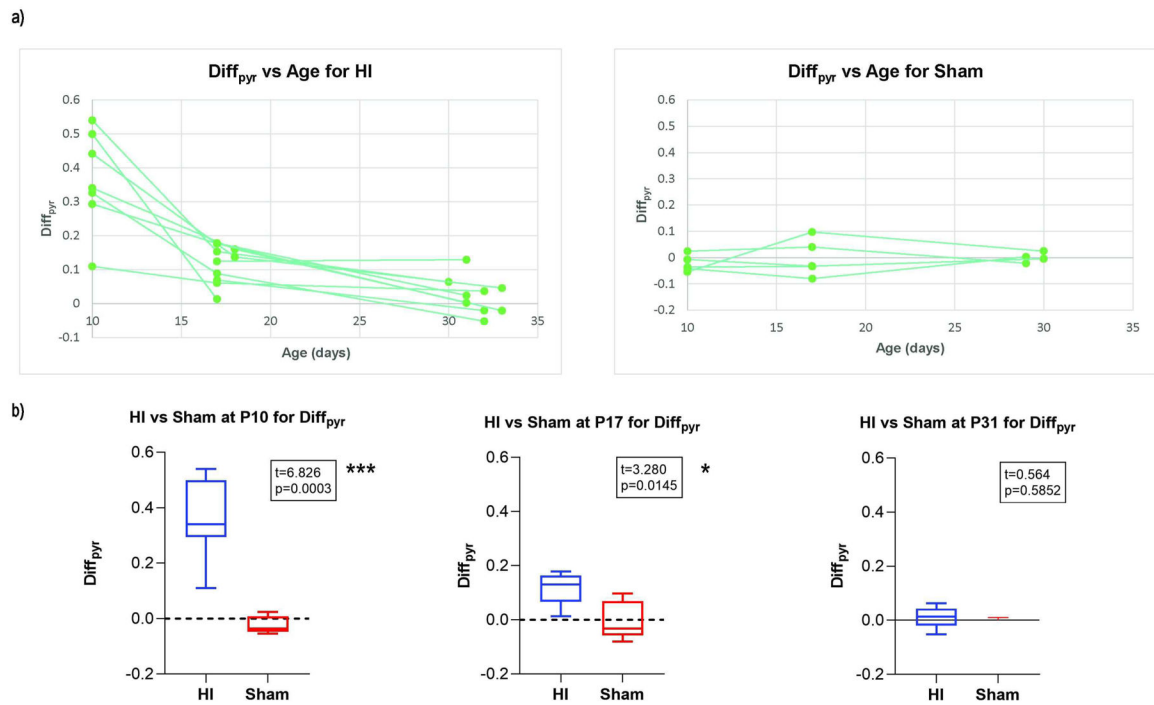 a)
Diffpyr vs Age for HI
0.6
0.5
0.4
0.3
0.2
0.1
0
-0.1
10 15 20 25 30 35
Diffpyr
Age (days)
Diffpyr vs Age for Sham
0.6
0.5
0.4
0.3
0.2
0.1
0
-0.1
-0.2
10 15 20 25 30 35
Diffpyr
Age (days)
b)
HI vs Sham at P10 for Diffpyr
0.6
0.4
0.2
0.0
-0.2
Diffpyr
t=6.826
p=0.0003
***
HI Sham
HI vs Sham at P17 for Diffpyr
0.6
0.4
0.2
0.0
-0.2
Diffpyr
t=3.280
p=0.0145
*
HI Sham
HI vs Sham at P31 for Diffpyr
0.6
0.4
0.2
0.0
-0.2
Diffpyr
t=0.564
p=0.5852
HI Sham